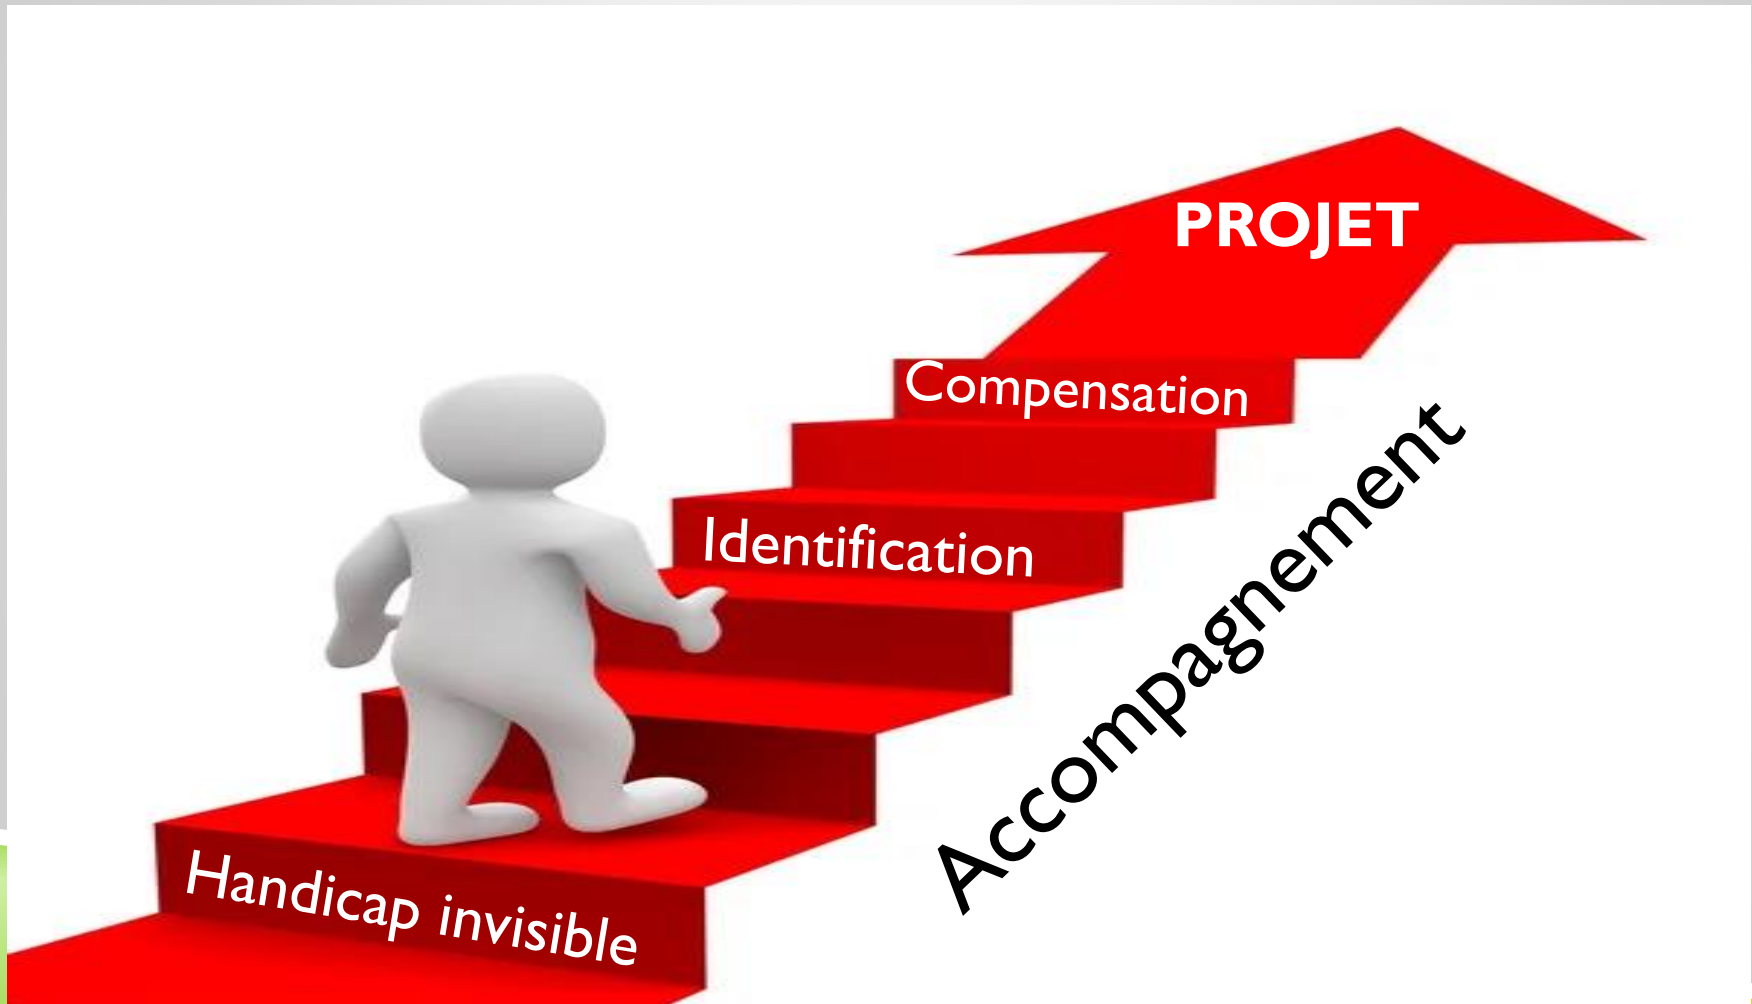 PROJET
Compensation
Identification
Accompagnement
Handicap invisible